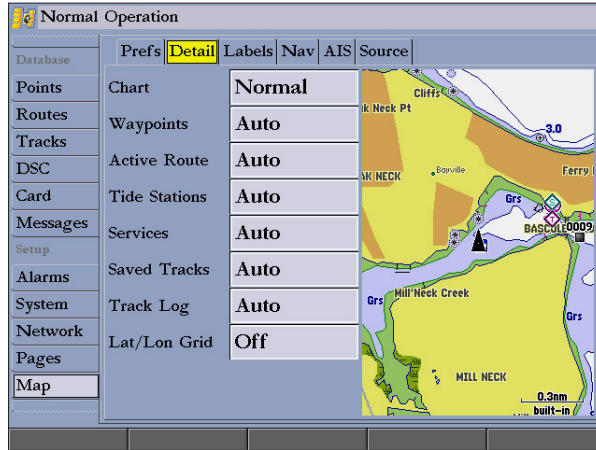 Normal Operation
Prefs Detail Labels Nav AIS Source
Database
Points
Routes
Tracks
DSC
Card
Messages
Setup
Alarms
System
Network
Pages
Map
Chart Normal
Waypoints Auto
Active Route Auto
Tide Stations Auto
Services Auto
Saved Tracks Auto
Track Log Auto
Lat/Lon Grid Off
Cliffs
k Neck Pt
3.0
AK NECK
Bayville
Ferry
Grs
S
T
BASCULE0009
Grs
Mill Neck Creek
Grs
MILL NECK
0.3nm
built-in